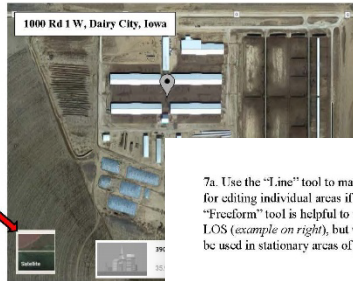 1000 Rd 1 W, Dairy City, Iowa
7a. Use the “Line” tool to ma
for editing individual areas if
“Freeform” tool is helpful to
LOS (example on right), but
be used in stationary areas of
Satellite